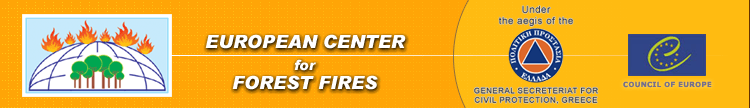 EUROPEAN CENTER
for
FOREST FIRES
Under
the aegis of the
ΠΟΛΙΤΙΚΗ ΠΡΟΣΤΑΣΙΑ
ΕΛΛΑΔΑ
GENERAL SECRETERIAT FOR
CIVIL PROTECTION, GREECE
COUNCIL OF EUROPE